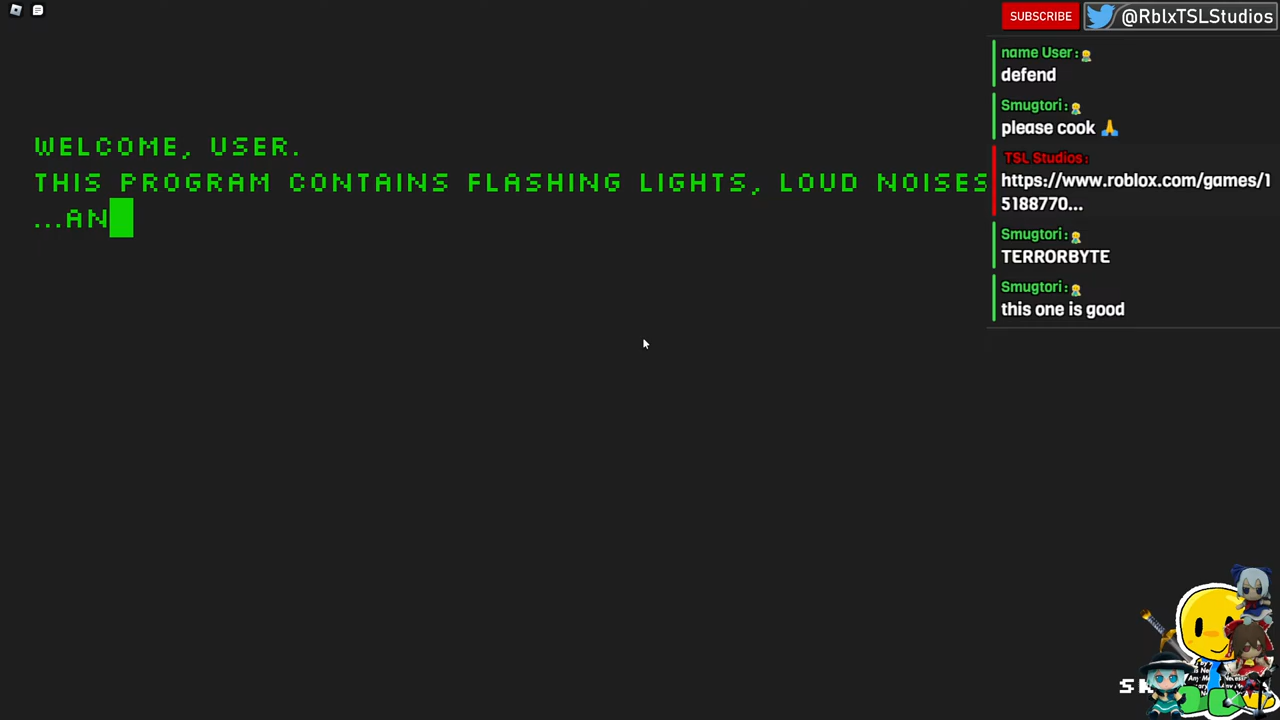 SUBSCRIBE
@RblxTSLStudios
name User:
defend
Smugtori:
please cook 🙏
TSL Studios:
https://www.roblox.com/games/1
5188770...
Smugtori:
TERRORBYTE
Smugtori:
this one is good
WELCOME, USER.
THIS PROGRAM CONTAINS FLASHING LIGHTS, LOUD NOISES
...AN